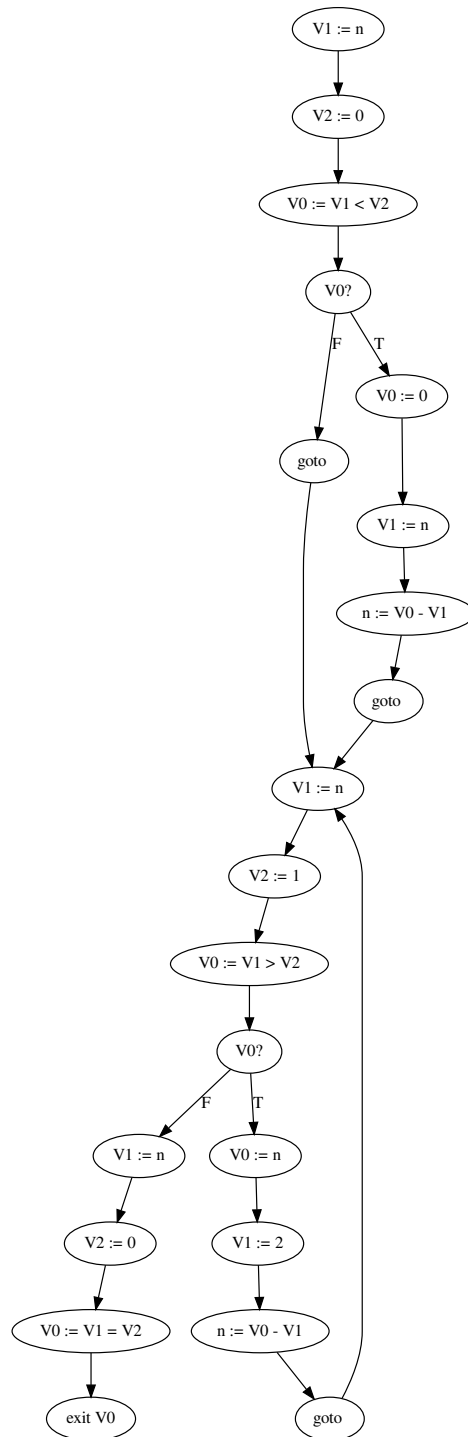 V1 := n
V2 := 0
V0 := V1 < V2
V0?
F
T
V0 := 0
goto
V1 := n
n := V0 - V1
goto
V1 := n
V2 := 1
V0 := V1 > V2
V0?
F
T
V1 := n
V0 := n
V2 := 0
V1 := 2
V0 := V1 = V2
n := V0 - V1
exit V0
goto